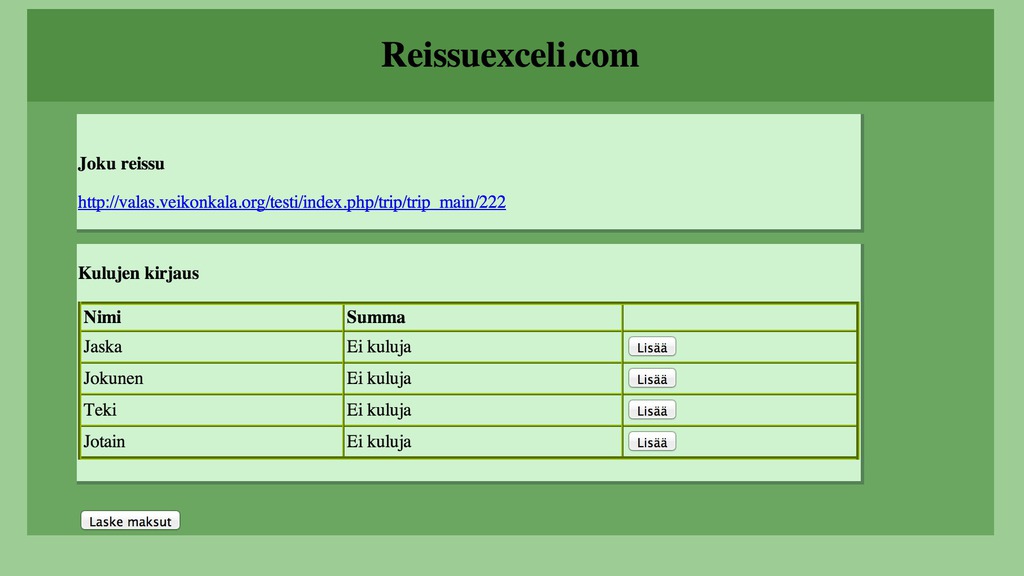 Reissuexceli.com
Joku reissu
http://valas.veikonkala.org/testi/index.php/trip/trip_main/222
Kulujen kirjaus
Nimi Summa
Jaska Ei kuluja Lisää
Jokunen Ei kuluja Lisää
Teki Ei kuluja Lisää
Jotain Ei kuluja Lisää
Laske maksut